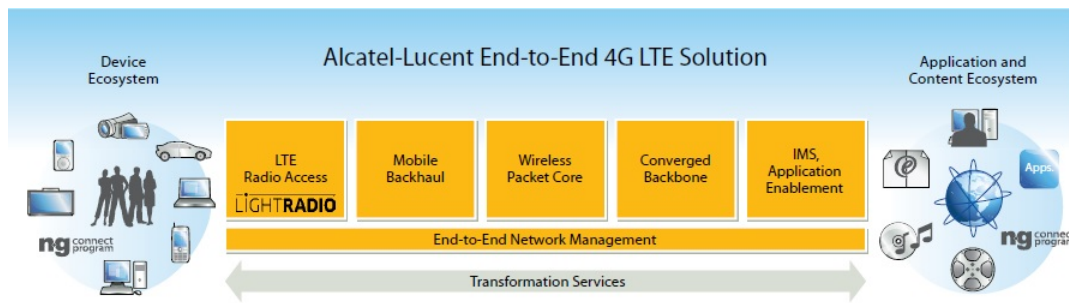 Alcatel-Lucent End-to-End 4G LTE Solution
Device
Ecosystem
ng connect
program
LTE
Radio Access
LIGHTRADIO
Mobile
Backhaul
Wireless
Packet Core
Converged
Backbone
IMS,
Application
Enablement
End-to-End Network Management
Transformation Services
Application and
Content Ecosystem
Apps.
ng connect
program